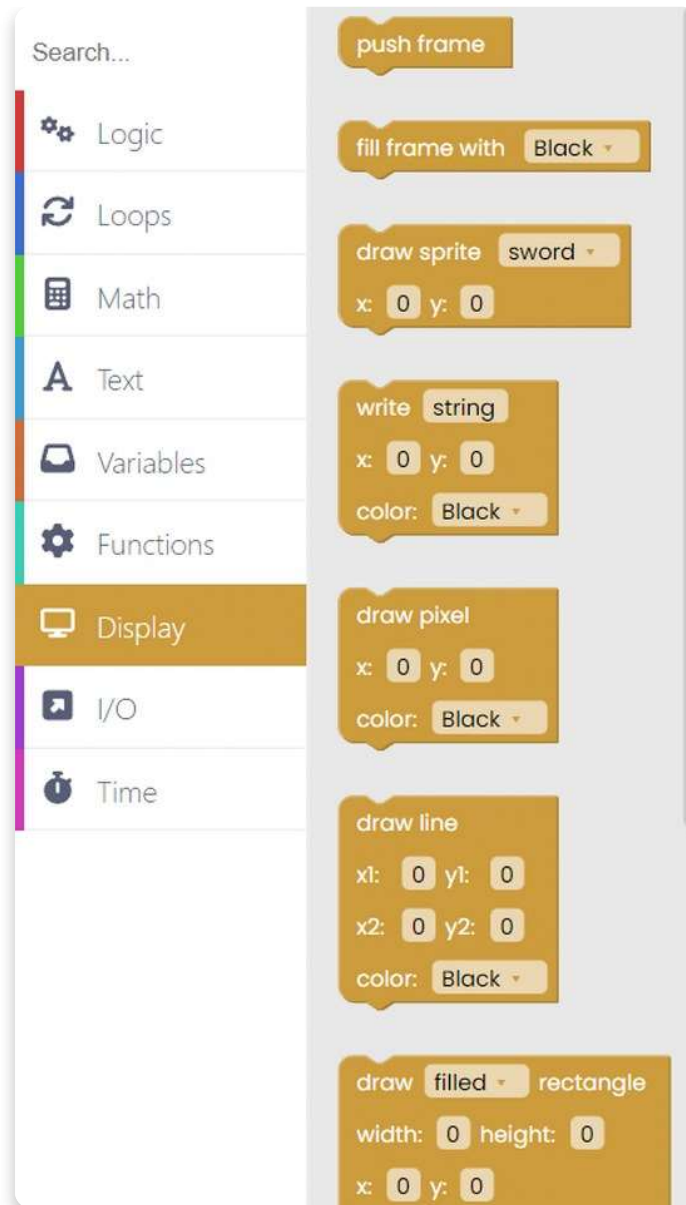 Search...
Logic
Loops
Math
Text
Variables
Functions
Display
I/O
Time
push frame
fill frame with Black
draw sprite sword
x: 0 y: 0
write string
x: 0 y: 0
color: Black
draw pixel
x: 0 y: 0
color: Black
draw line
x1: 0 y1: 0
x2: 0 y2: 0
color: Black
draw filled rectangle
width: 0 height: 0
x: 0 y: 0